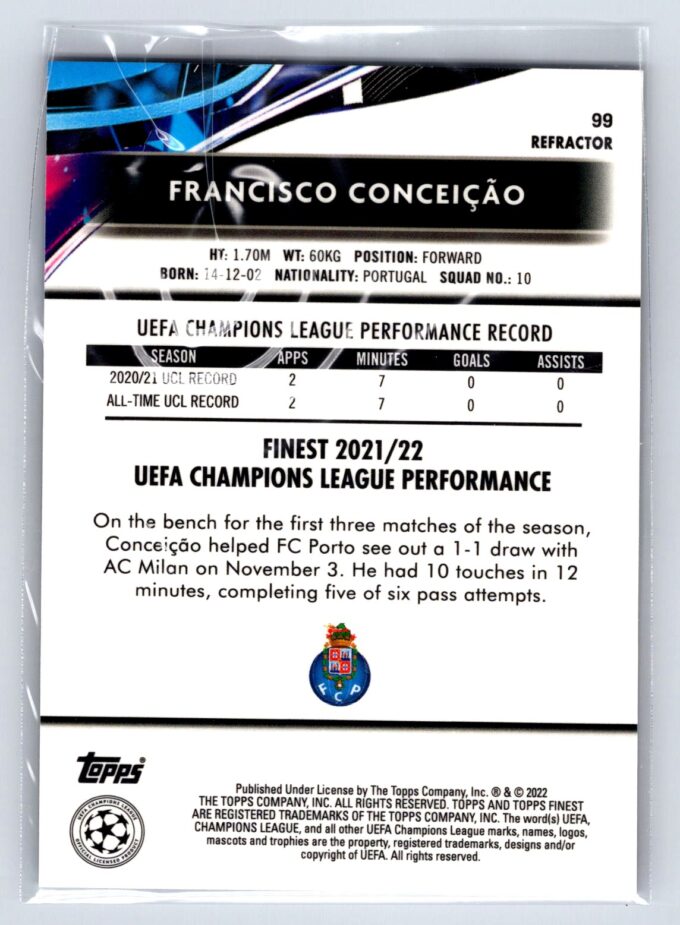 99
REFRACTOR
FRANCISCO CONCEIÇÃO
HT: 1.70M WT: 60KG POSITION: FORWARD
BORN: 14-12-02 NATIONALITY: PORTUGAL SQUAD NO.: 10
UEFA CHAMPIONS LEAGUE PERFORMANCE RECORD
SEASON APPS MINUTES GOALS ASSISTS
2020/21 UCL RECORD 2 7 0 0
ALL-TIME UCL RECORD 2 7 0 0
FINEST 2021/22
UEFA CHAMPIONS LEAGUE PERFORMANCE
On the bench for the first three matches of the season,
Conceição helped FC Porto see out a 1-1 draw with
AC Milan on November 3. He had 10 touches in 12
minutes, completing five of six pass attempts.
FCP
topps®
UEFA CHAMPIONS LEAGUE
OFFICIAL LICENSED PRODUCT
Published Under License by The Topps Company, Inc. ® & © 2022
THE TOPPS COMPANY, INC. ALL RIGHTS RESERVED. TOPPS AND TOPPS FINEST
ARE REGISTERED TRADEMARKS OF THE TOPPS COMPANY, INC. The word(s) UEFA,
CHAMPIONS LEAGUE, and all other UEFA Champions League marks, names, logos,
mascots and trophies are the property, registered trademarks, designs and/or
copyright of UEFA. All rights reserved.